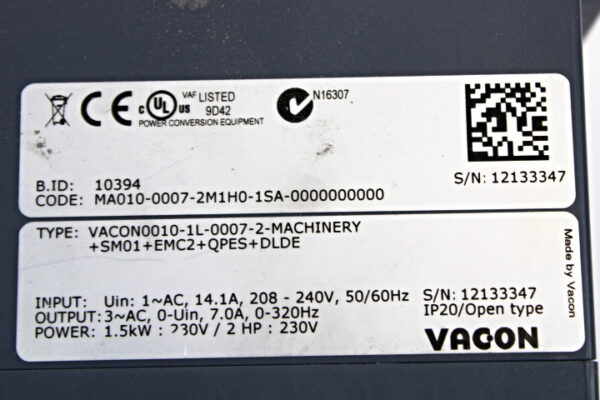 CE
c UL us
VAF LISTED
9D42
POWER CONVERSION EQUIPMENT
N16307
B.ID: 10394
CODE: MA010-0007-2M1H0-1SA-0000000000
S/N: 12133347
TYPE: VACON0010-1L-0007-2-MACHINERY
+SM01+EMC2+QPES+DLDE
INPUT: Uin: 1~AC, 14.1A, 208 - 240V, 50/60Hz
OUTPUT: 3~AC, 0-Uin, 7.0A, 0-320Hz
POWER: 1.5kW : 230V / 2 HP : 230V
S/N: 12133347
IP20/Open type
VACON
Made by Vacon